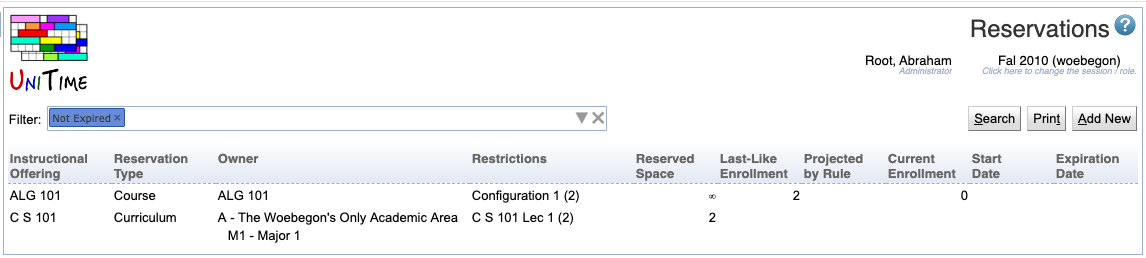 Reservations ?
UNITIME
Root, Abraham
Administrator
Fal 2010 (woebegon)
Click here to change the session / role.
Filter: Not Expired × Search Print Add New
Instructional Offering Reservation Type Owner Restrictions Reserved Space Last-Like Enrollment Projected by Rule Current Enrollment Start Date Expiration Date
ALG 101 Course ALG 101 Configuration 1 (2) ∞ 2 0
C S 101 Curriculum A - The Woebegon's Only Academic Area C S 101 Lec 1 (2) 2
M1 - Major 1